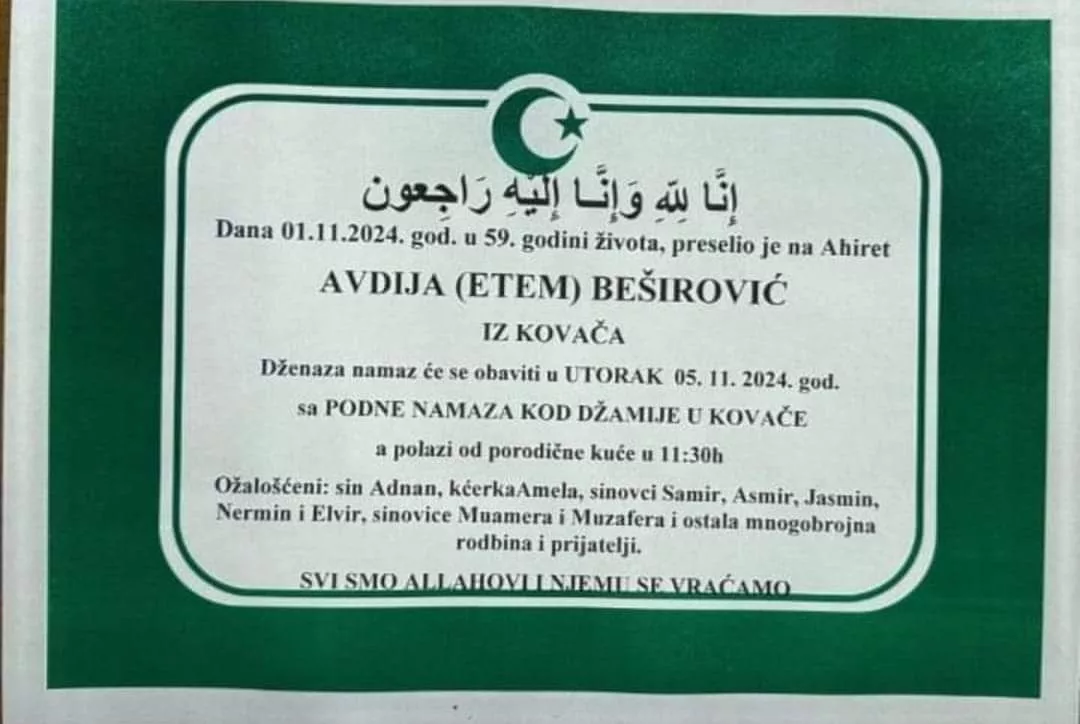 إِنَّا لِلّهِ وَإِنَّـا إِلَيْهِ رَاجِعون
Dana 01.11.2024. god. u 59. godini života, preselio je na Ahiret
AVDIJA (ETEM) BEŠIROVIĆ
IZ KOVAČA
Dženaza namaz će se obaviti u UTORAK 05. 11. 2024. god.
sa PODNE NAMAZA KOD DŽAMIJE U KOVAČE
a polazi od porodične kuće u 11:30h
Ožalošćeni: sin Adnan, kćerkaAmela, sinovci Samir, Asmir, Jasmin,
Nermin i Elvir, sinovice Muamera i Muzafera i ostala mnogobrojna
rodbina i prijatelji.
SVI SMO ALLAHOVI I NJEMU SE VRAĆAMO